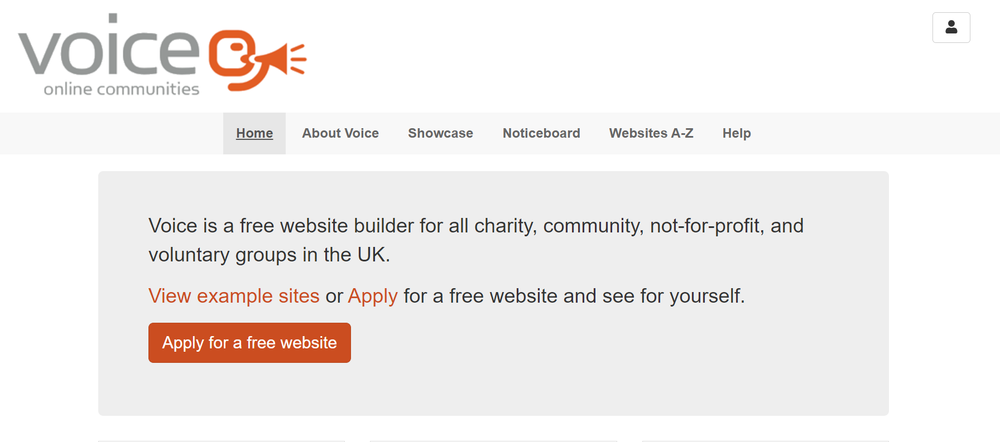 voice
online communities
Home
About Voice
Showcase
Noticeboard
Websites A-Z
Help
Voice is a free website builder for all charity, community, not-for-profit, and
voluntary groups in the UK.
View example sites or Apply for a free website and see for yourself.
Apply for a free website